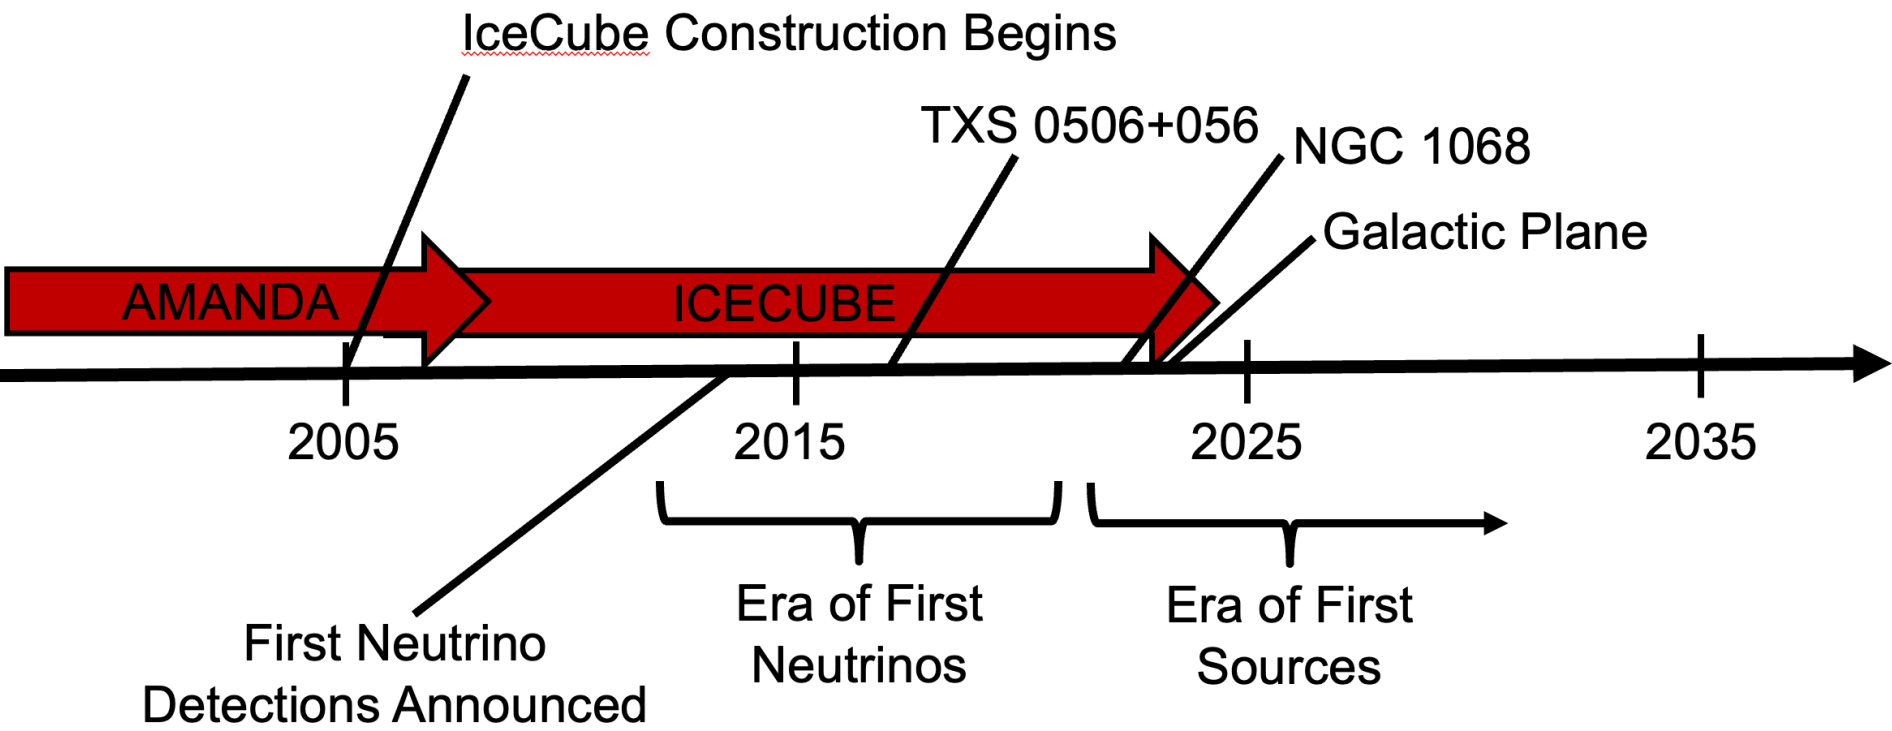 IceCube Construction Begins
TXS 0506+056
NGC 1068
Galactic Plane
AMANDA
ICECUBE
2005
2015
2025
2035
First Neutrino
Detections Announced
Era of First
Neutrinos
Era of First
Sources